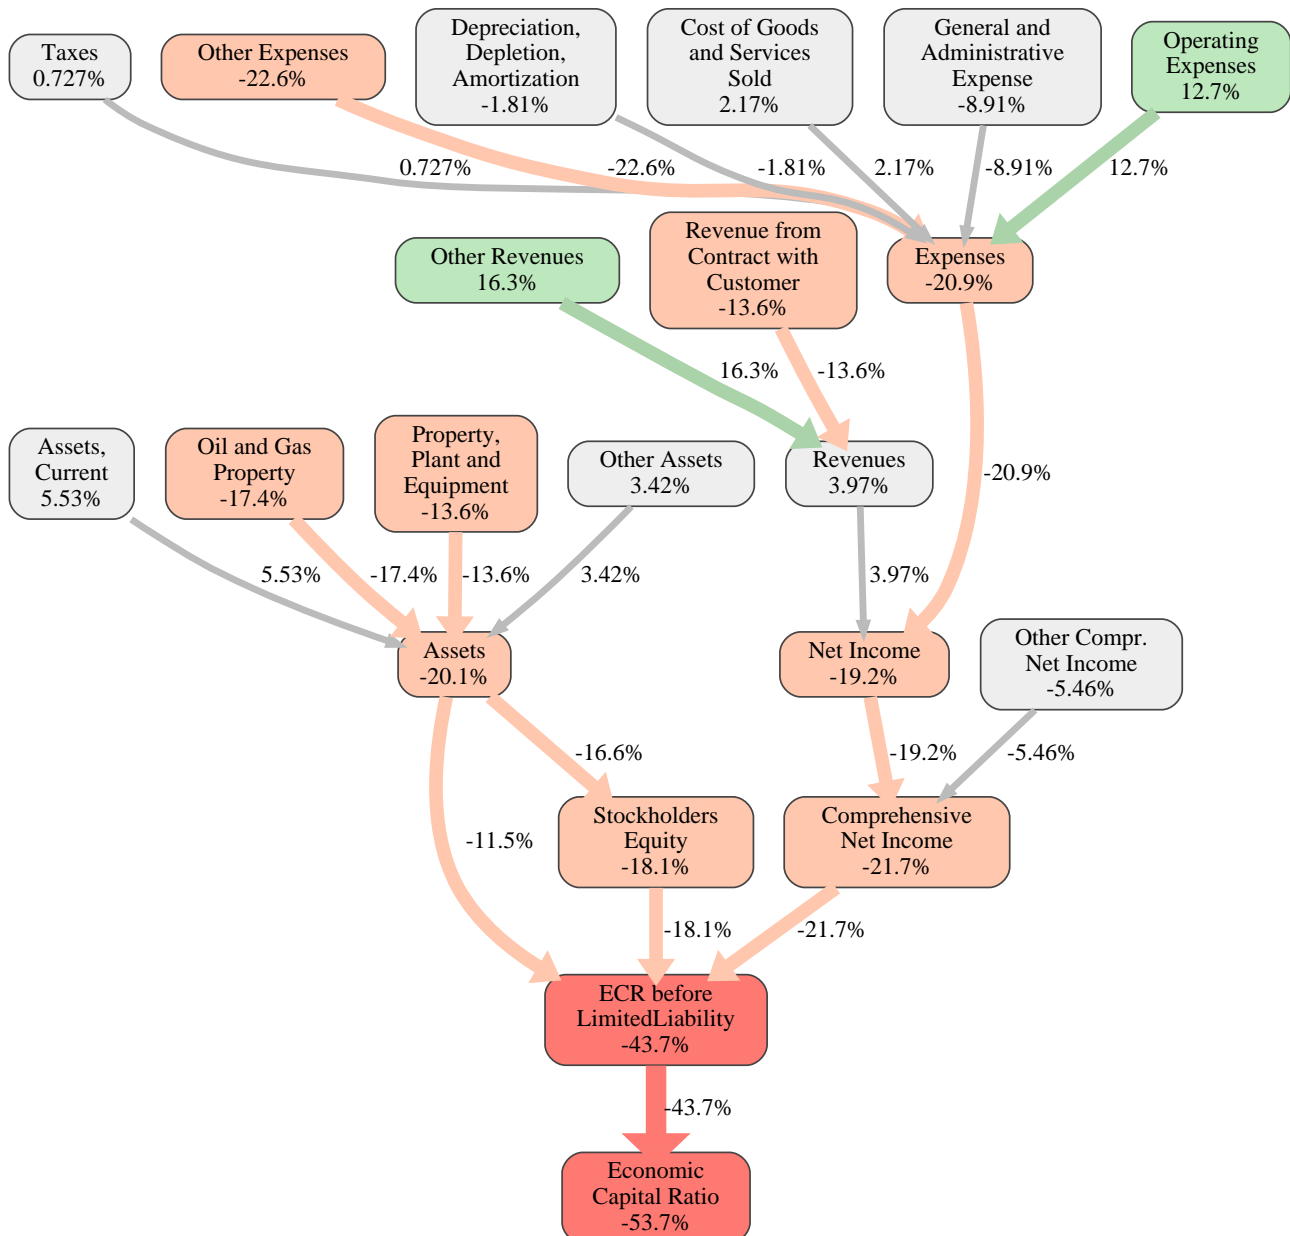 Taxes
0.727%
Other Expenses
-22.6%
Depreciation,
Depletion,
Amortization
-1.81%
Cost of Goods
and Services
Sold
2.17%
General and
Administrative
Expense
-8.91%
Operating
Expenses
12.7%
0.727%
-22.6%
-1.81%
2.17%
-8.91%
12.7%
Other Revenues
16.3%
Revenue from
Contract with
Customer
-13.6%
Expenses
-20.9%
16.3%
-13.6%
-20.9%
Assets,
Current
5.53%
Oil and Gas
Property
-17.4%
Property,
Plant and
Equipment
-13.6%
Other Assets
3.42%
Revenues
3.97%
5.53%
-17.4%
-13.6%
3.42%
3.97%
Assets
-20.1%
Net Income
-19.2%
Other Compr.
Net Income
-5.46%
-16.6%
-19.2%
-5.46%
-11.5%
Stockholders
Equity
-18.1%
Comprehensive
Net Income
-21.7%
-18.1%
-21.7%
ECR before
LimitedLiability
-43.7%
-43.7%
Economic
Capital Ratio
-53.7%